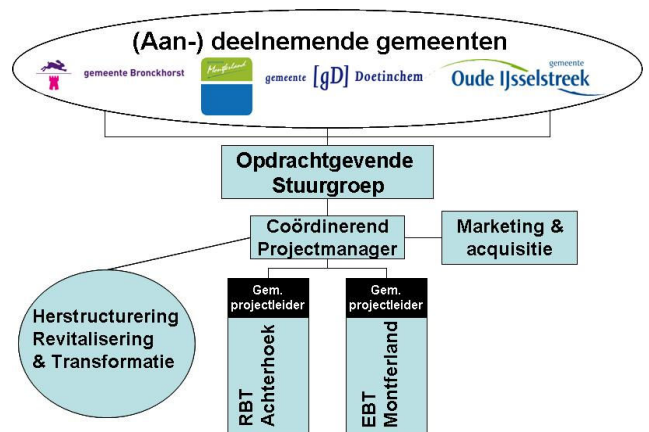 (Aan-) deelnemende gemeenten
gemeente Bronckhorst
Montferland
gemeente [gD] Doetinchem
gemeente
Oude IJsselstreek
Opdrachtgevende
Stuurgroep
Coördinerend
Projectmanager
Marketing &
acquisitie
Herstructurering
Revitalisering
& Transformatie
Gem.
projectleider
RBT
Achterhoek
Gem.
projectleider
EBT
Montferland